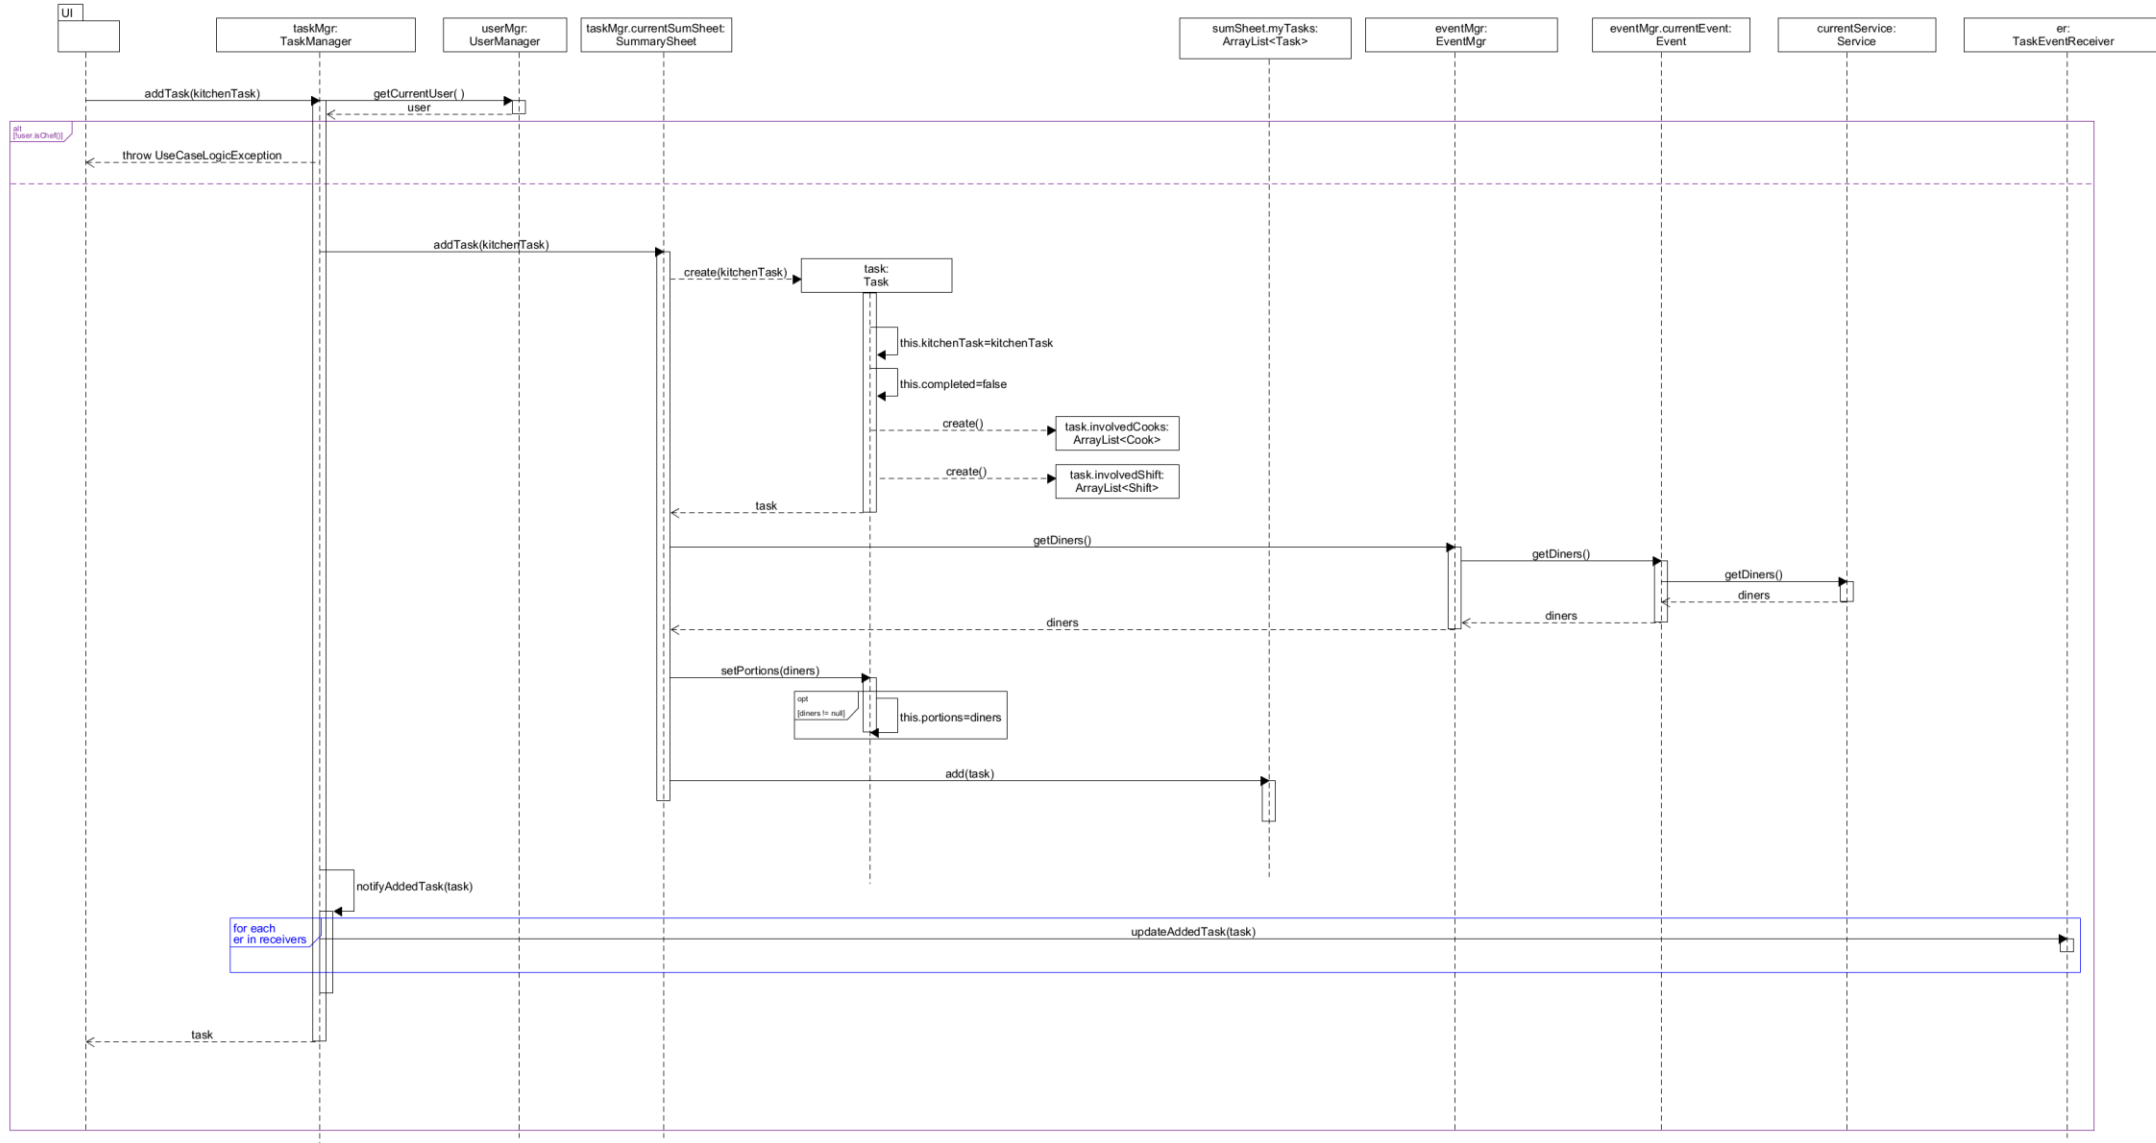 UI
taskMgr:
TaskManager
userMgr:
UserManager
taskMgr.currentSumSheet:
SummarySheet
sumSheet.myTasks:
ArrayList<Task>
eventMgr:
EventMgr
eventMgr.currentEvent:
Event
currentService:
Service
er:
TaskEventReceiver
addTask(kitchenTask)
getCurrentUser( )
user
alt
[!user.isChef()]
throw UseCaseLogicException
addTask(kitchenTask)
create(kitchenTask)
task:
Task
this.kitchenTask=kitchenTask
this.completed=false
create()
task.involvedCooks:
ArrayList<Cook>
create()
task.involvedShift:
ArrayList<Shift>
task
getDiners()
getDiners()
getDiners()
diners
diners
diners
setPortions(diners)
opt
[diners != null]
this.portions=diners
add(task)
notifyAddedTask(task)
for each
er in receivers
updateAddedTask(task)
task